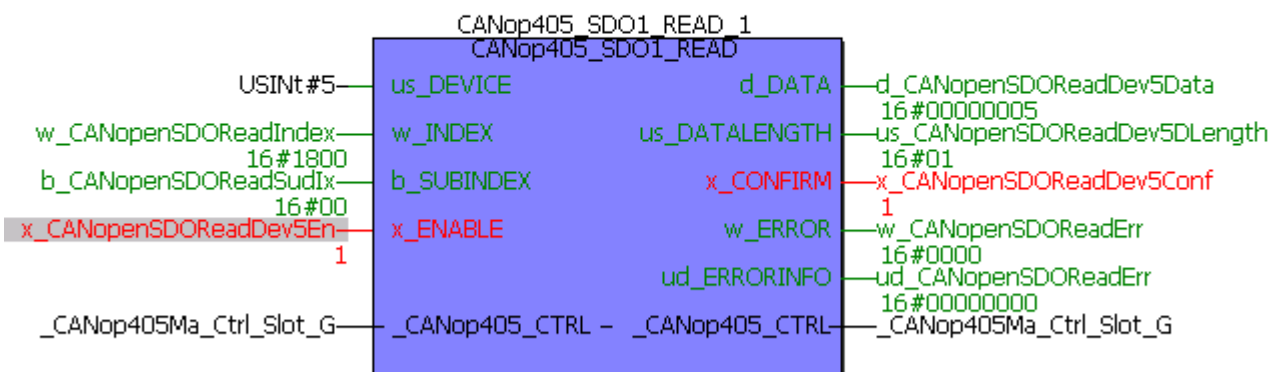 CANop405_SDO1_READ_1
CANop405_SDO1_READ
USINt#5 us_DEVICE d_DATA d_CANopenSDOReadDev5Data
16#00000005
w_CANopenSDOReadIndex w_INDEX us_DATALENGTH us_CANopenSDOReadDev5DLength
16#1800 16#01
b_CANopenSDOReadSudIx b_SUBINDEX x_CONFIRM x_CANopenSDOReadDev5Conf
16#00 1
x_CANopenSDOReadDev5En x_ENABLE w_ERROR w_CANopenSDOReadErr
1 16#0000
ud_ERRORINFO ud_CANopenSDOReadErr
16#00000000
_CANop405Ma_Ctrl_Slot_G _CANop405_CTRL – _CANop405_CTRL _CANop405Ma_Ctrl_Slot_G